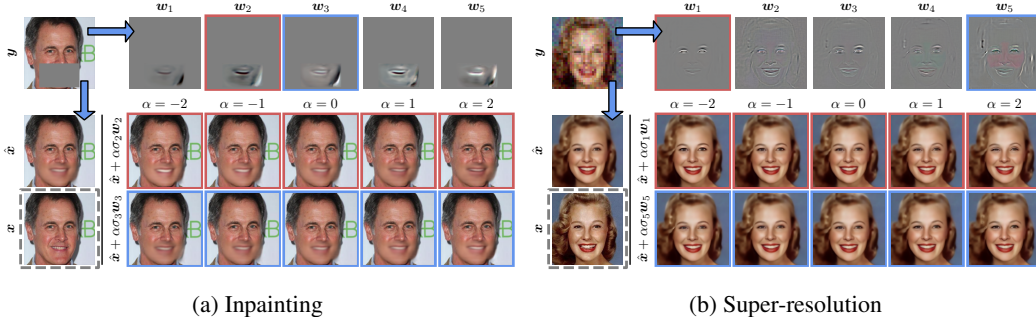 w₁ w₂ w₃ w₄ w₅
y
α = −2 α = −1 α = 0 α = 1 α = 2
x̂
x̂ + ασ₂w₂
x
x̂ + ασ₃w₃
B
B
B
(a) Inpainting
w₁ w₂ w₃ w₄ w₅
y
α = −2 α = −1 α = 0 α = 1 α = 2
x̂
x̂ + ασ₁w₁
x
x̂ + ασ₅w₅
(b) Super-resolution